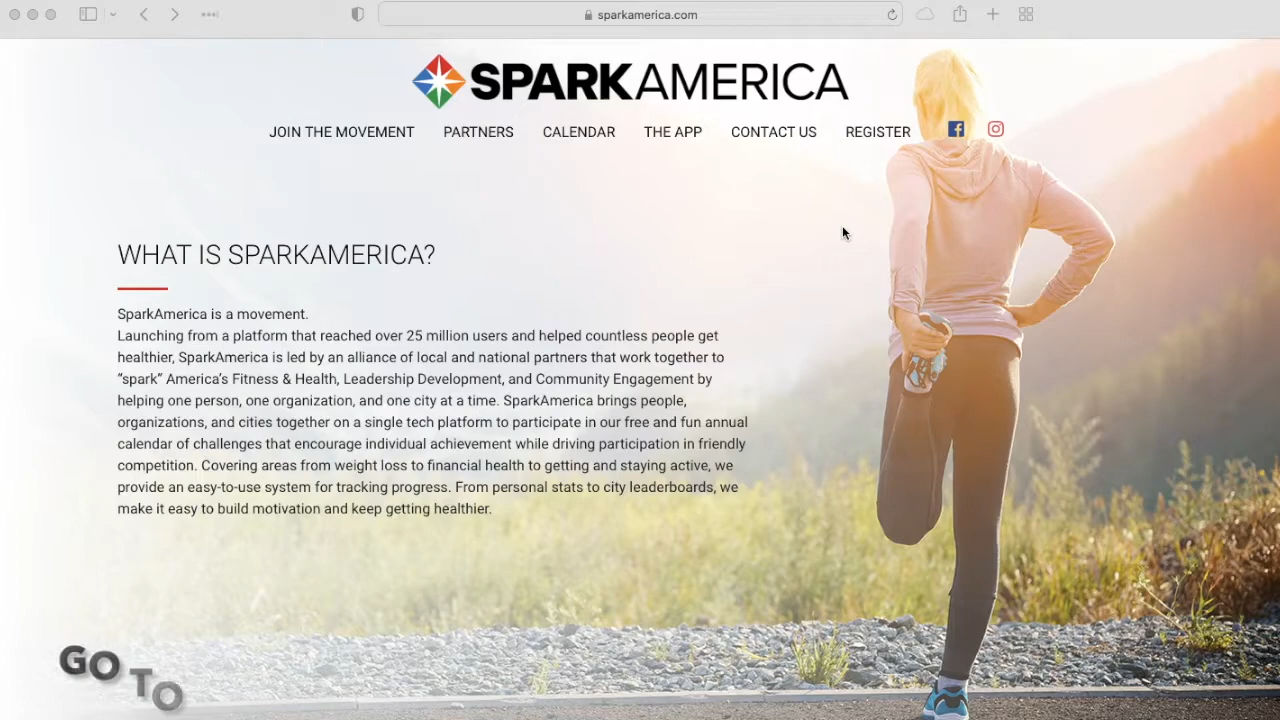 sparkamerica.com
SPARKAMERICA
JOIN THE MOVEMENT PARTNERS CALENDAR THE APP CONTACT US REGISTER
WHAT IS SPARKAMERICA?
SparkAmerica is a movement.
Launching from a platform that reached over 25 million users and helped countless people get
healthier, SparkAmerica is led by an alliance of local and national partners that work together to
“spark” America’s Fitness & Health, Leadership Development, and Community Engagement by
helping one person, one organization, and one city at a time. SparkAmerica brings people,
organizations, and cities together on a single tech platform to participate in our free and fun annual
calendar of challenges that encourage individual achievement while driving participation in friendly
competition. Covering areas from weight loss to financial health to getting and staying active, we
provide an easy-to-use system for tracking progress. From personal stats to city leaderboards, we
make it easy to build motivation and keep getting healthier.
GO TO